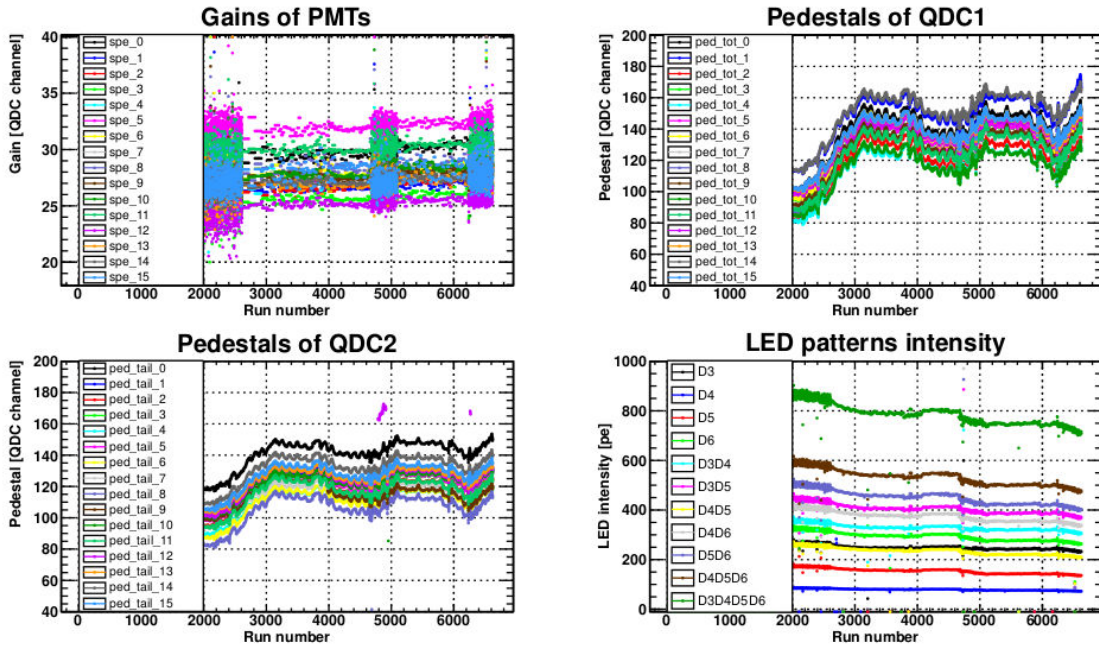 Gains of PMTs
Gain [QDC channel]
40
35
30
25
20
spe_0
spe_1
spe_2
spe_3
spe_4
spe_5
spe_6
spe_7
spe_8
spe_9
spe_10
spe_11
spe_12
spe_13
spe_14
spe_15
0 2000 3000 4000 5000 6000
Run number
Pedestals of QDC1
Pedestal [QDC channel]
200
180
160
140
120
100
80
60
40
ped_tot_0
ped_tot_1
ped_tot_2
ped_tot_3
ped_tot_4
ped_tot_5
ped_tot_6
ped_tot_7
ped_tot_8
ped_tot_9
ped_tot_10
ped_tot_11
ped_tot_12
ped_tot_13
ped_tot_14
ped_tot_15
0 2000 3000 4000 5000 6000
Run number
Pedestals of QDC2
Pedestal [QDC channel]
200
180
160
140
120
100
80
60
40
ped_tail_0
ped_tail_1
ped_tail_2
ped_tail_3
ped_tail_4
ped_tail_5
ped_tail_6
ped_tail_7
ped_tail_8
ped_tail_9
ped_tail_10
ped_tail_11
ped_tail_12
ped_tail_13
ped_tail_14
ped_tail_15
0 2000 3000 4000 5000 6000
Run number
LED patterns intensity
LED intensity [pe]
1000
800
600
400
200
0
D3
D4
D5
D6
D3D4
D3D5
D4D5
D4D6
D5D6
D4D5D6
D3D4D5D6
0 2000 3000 4000 5000 6000
Run number